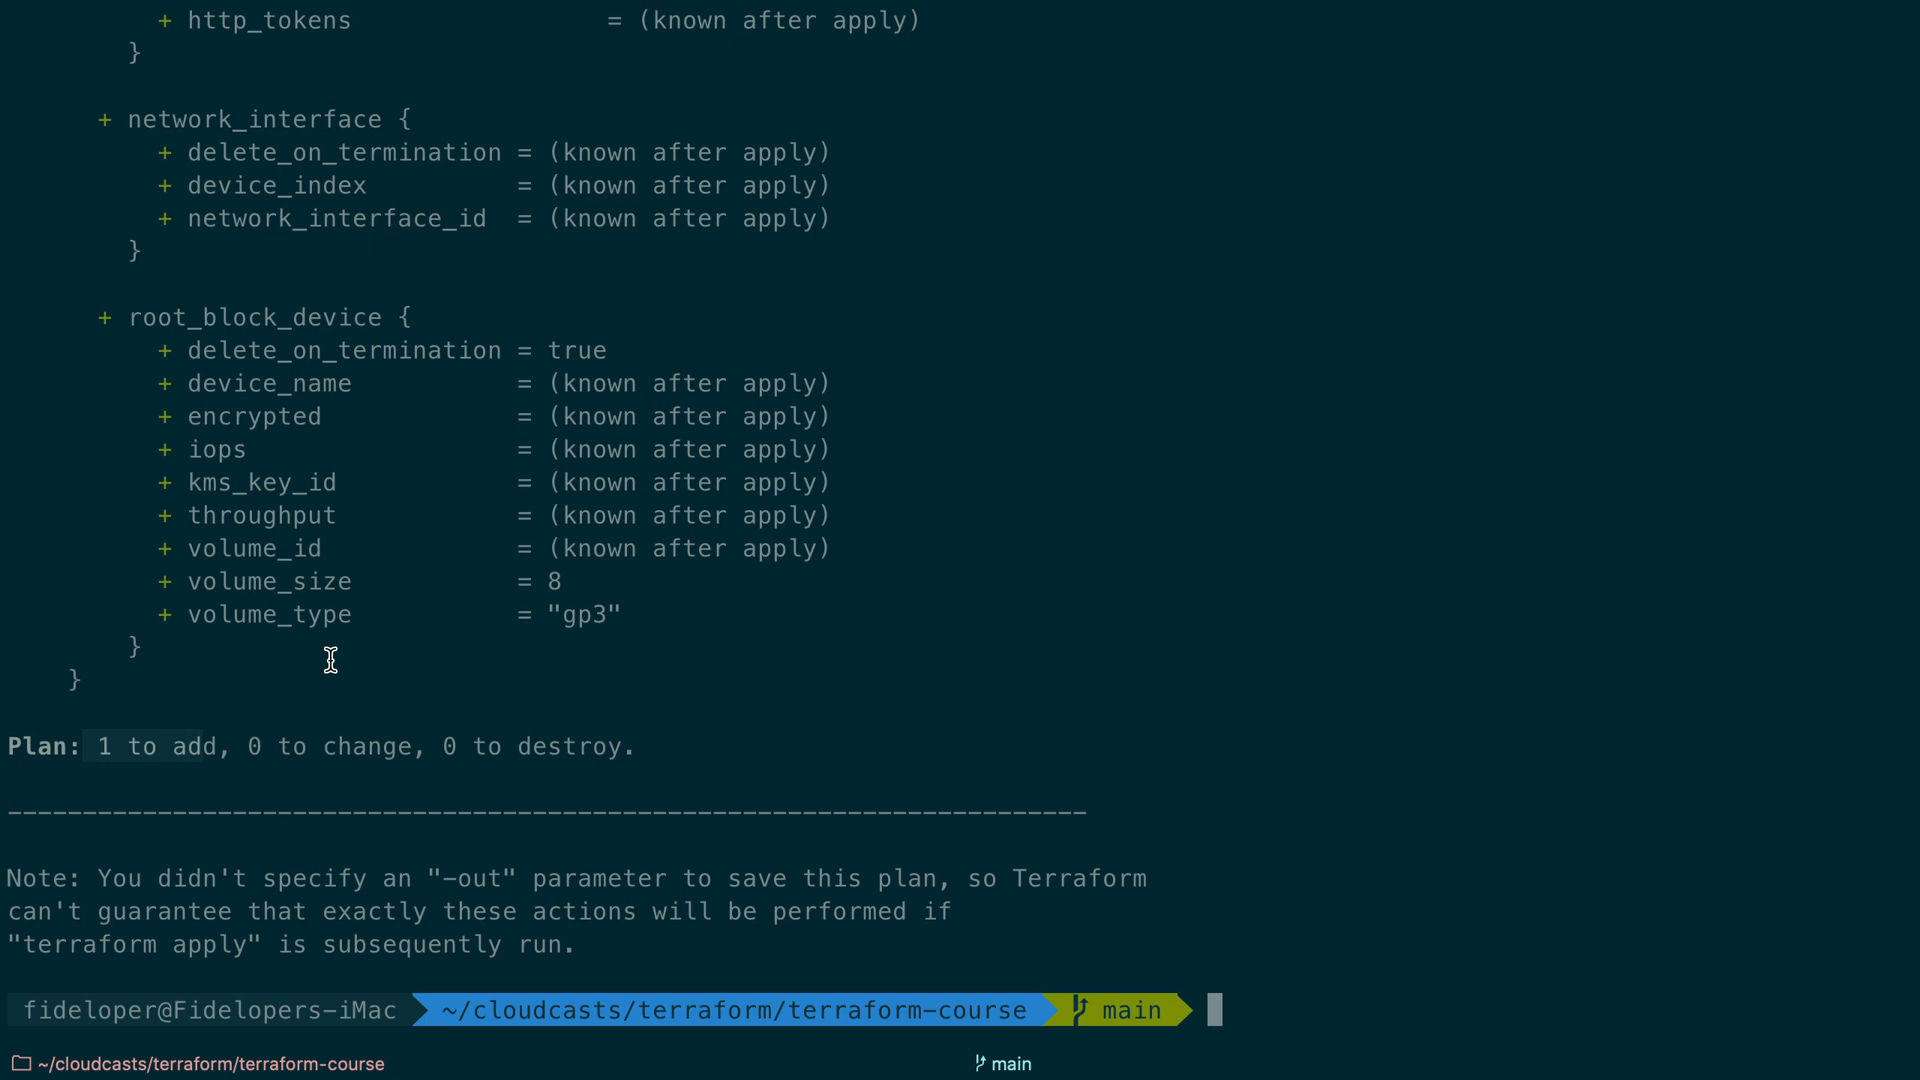 + http_tokens                 = (known after apply)
}
+ network_interface {
+ delete_on_termination = (known after apply)
+ device_index          = (known after apply)
+ network_interface_id  = (known after apply)
}
+ root_block_device {
+ delete_on_termination = true
+ device_name           = (known after apply)
+ encrypted             = (known after apply)
+ iops                  = (known after apply)
+ kms_key_id            = (known after apply)
+ throughput            = (known after apply)
+ volume_id             = (known after apply)
+ volume_size           = 8
+ volume_type           = "gp3"
}
}
Plan: 1 to add, 0 to change, 0 to destroy.
------------------------------------------------------------------------
Note: You didn't specify an "-out" parameter to save this plan, so Terraform
can't guarantee that exactly these actions will be performed if
"terraform apply" is subsequently run.
fideloper@Fidelopers-iMac ~/cloudcasts/terraform/terraform-course main
~/cloudcasts/terraform/terraform-course main